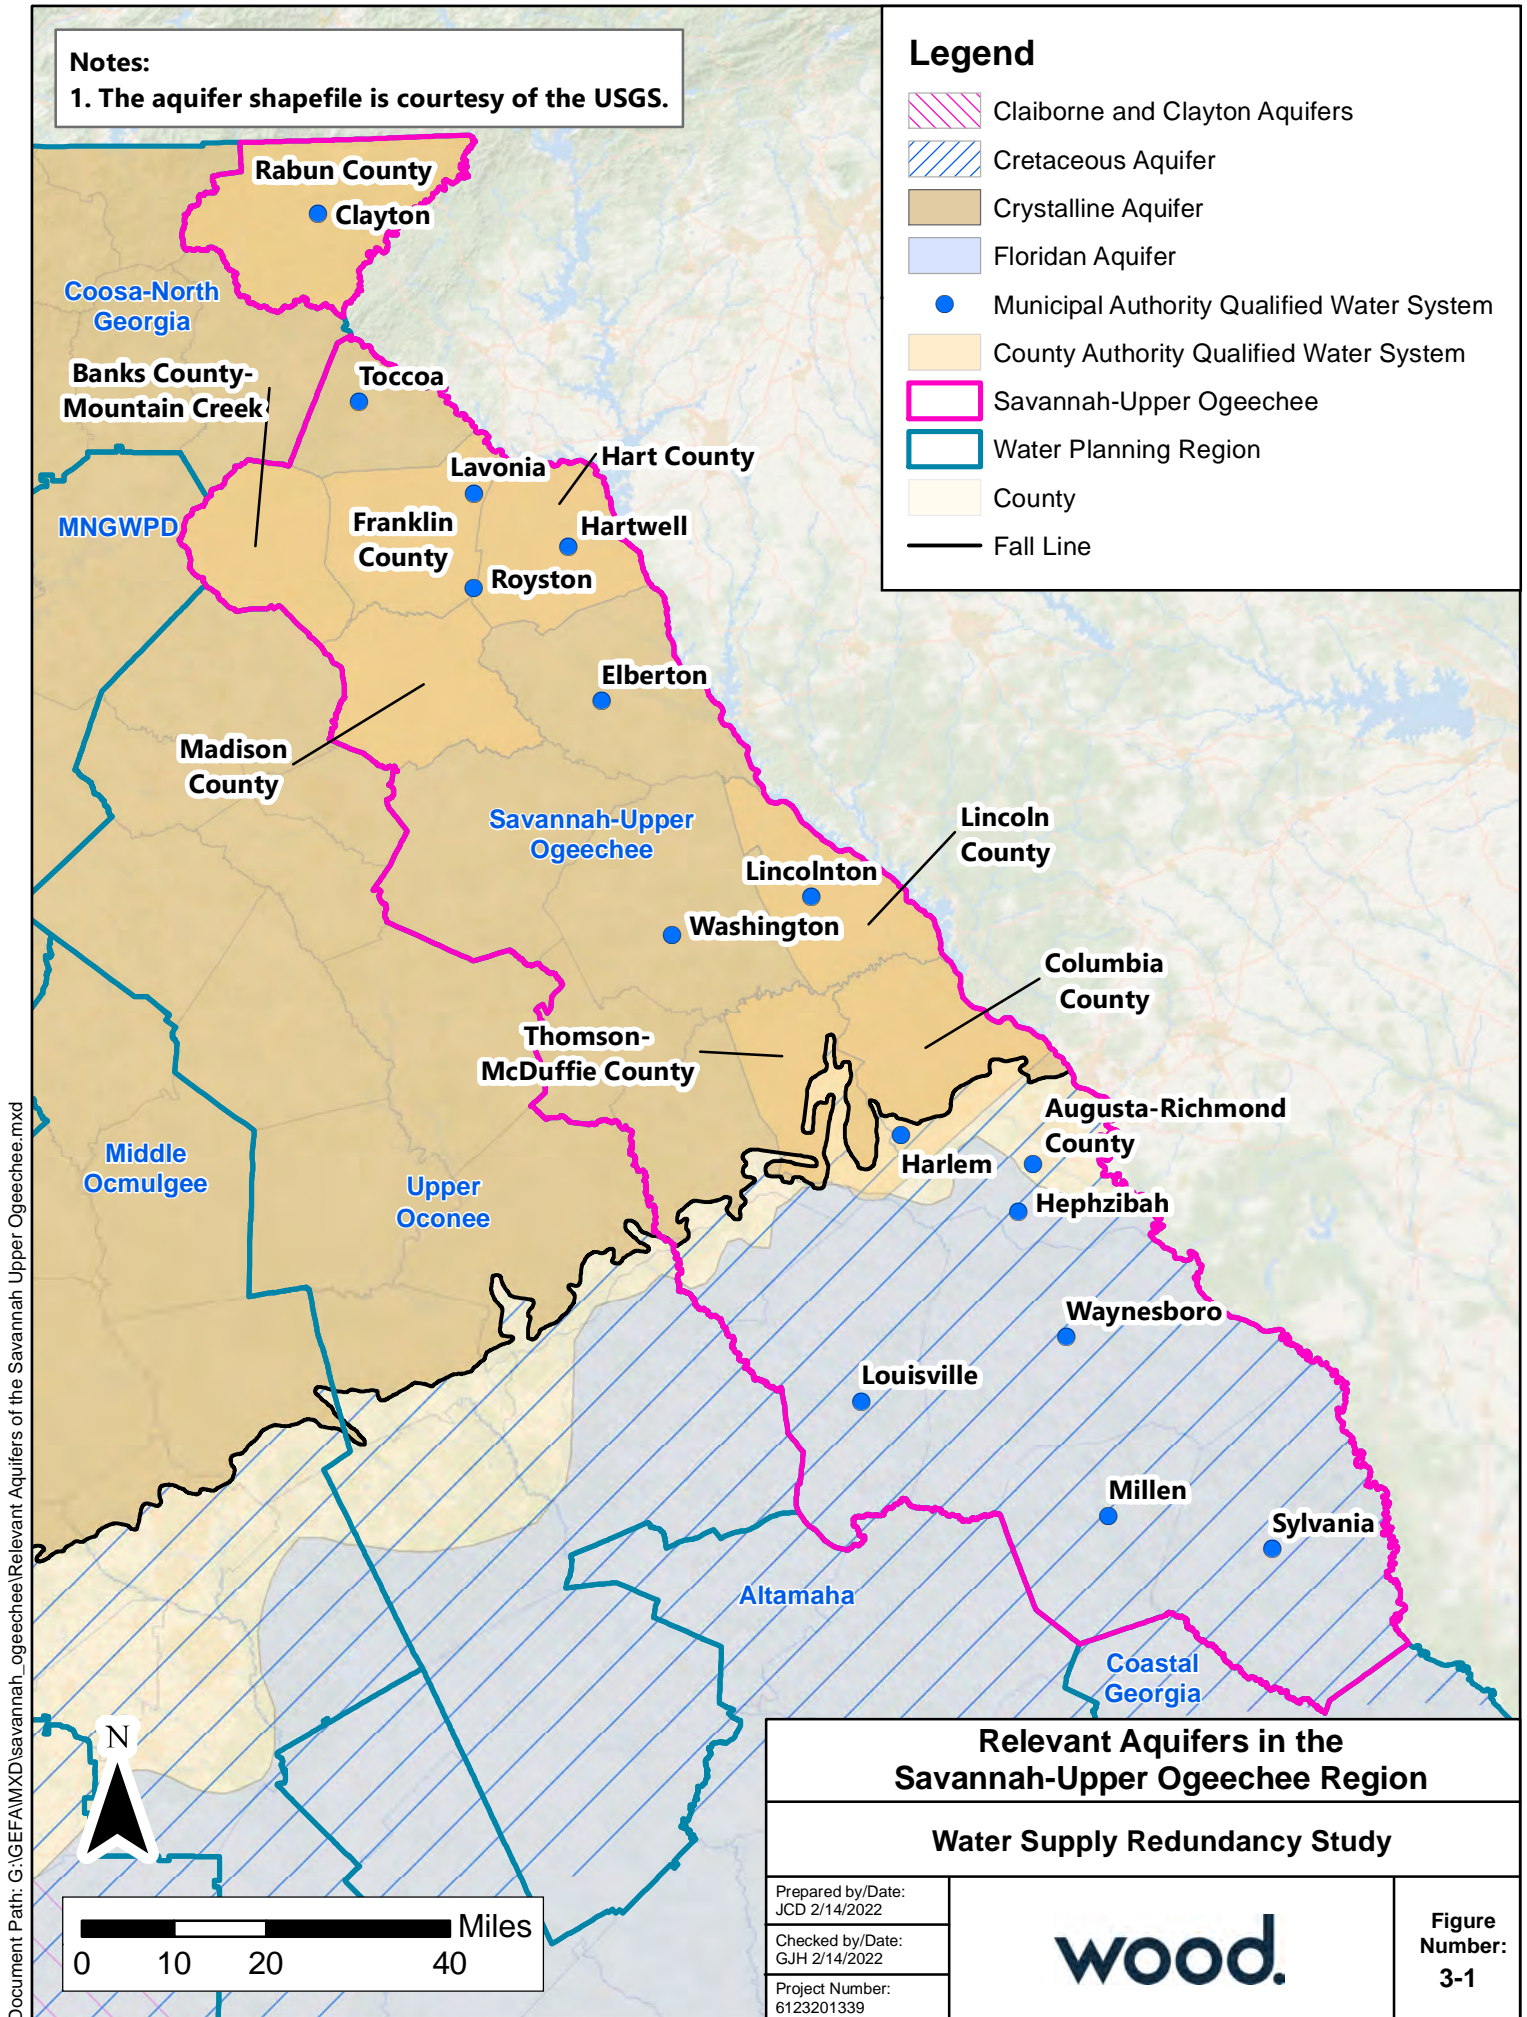 Notes:
1. The aquifer shapefile is courtesy of the USGS.
Legend
Claiborne and Clayton Aquifers
Cretaceous Aquifer
Crystalline Aquifer
Floridan Aquifer
Municipal Authority Qualified Water System
County Authority Qualified Water System
Savannah-Upper Ogeechee
Water Planning Region
County
Fall Line
Rabun County
Clayton
Coosa-North
Georgia
Banks County-
Mountain Creek
Toccoa
Lavonia
Hart County
MNGWPD
Franklin
County
Hartwell
Royston
Elberton
Madison
County
Savannah-Upper
Ogeechee
Lincoln
County
Lincolnton
Washington
Columbia
County
Thomson-
McDuffie County
Augusta-Richmond
County
Harlem
Hephzibah
Middle
Ocmulgee
Upper
Oconee
Waynesboro
Louisville
Millen
Sylvania
Altamaha
Coastal
Georgia
N
Miles
0 10 20 40
Relevant Aquifers in the
Savannah-Upper Ogeechee Region
Water Supply Redundancy Study
Prepared by/Date:
JCD 2/14/2022
Checked by/Date:
GJH 2/14/2022
Project Number:
6123201339
wood.
Figure
Number:
3-1
Document Path: G:\GEFA\MXD\savannah_ogeechee\Relevant Aquifers of the Savannah Upper Ogeechee.mxd